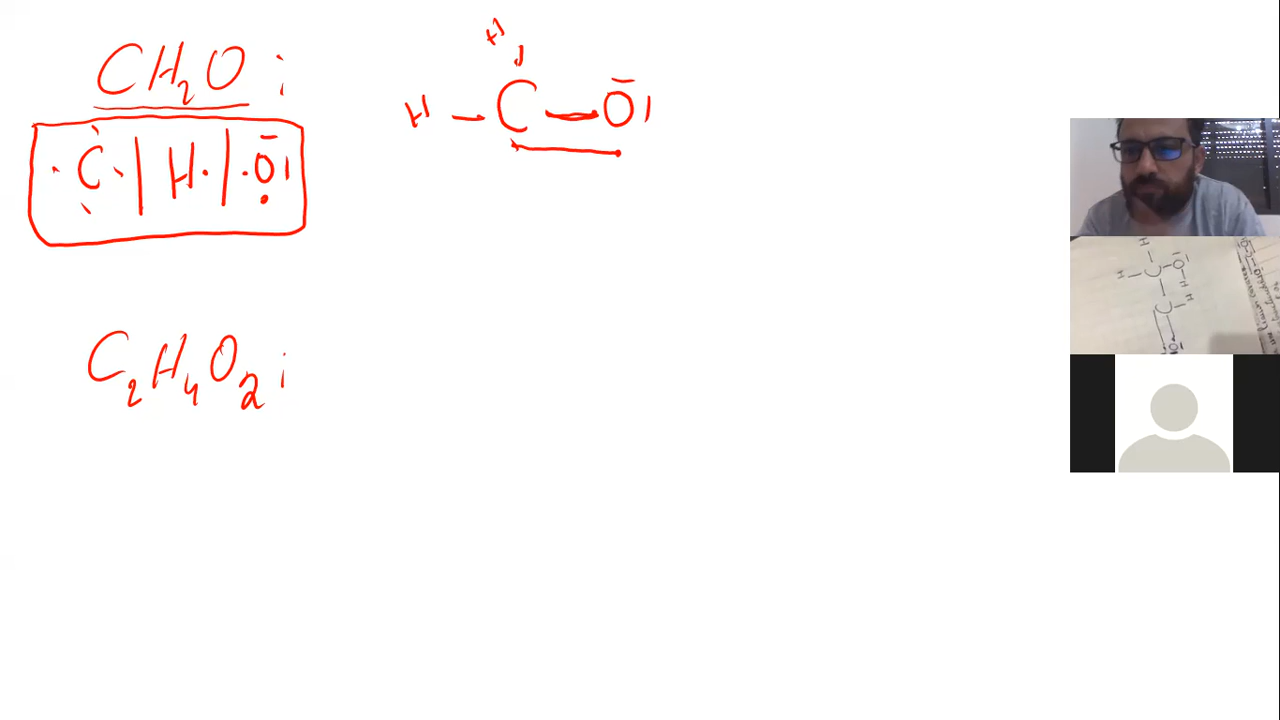 CH₂O :
·C· | H· | ·O|
H
H - C - O|
C₂H₄O₂ :
H
H - C - C
H
O - H
H
O